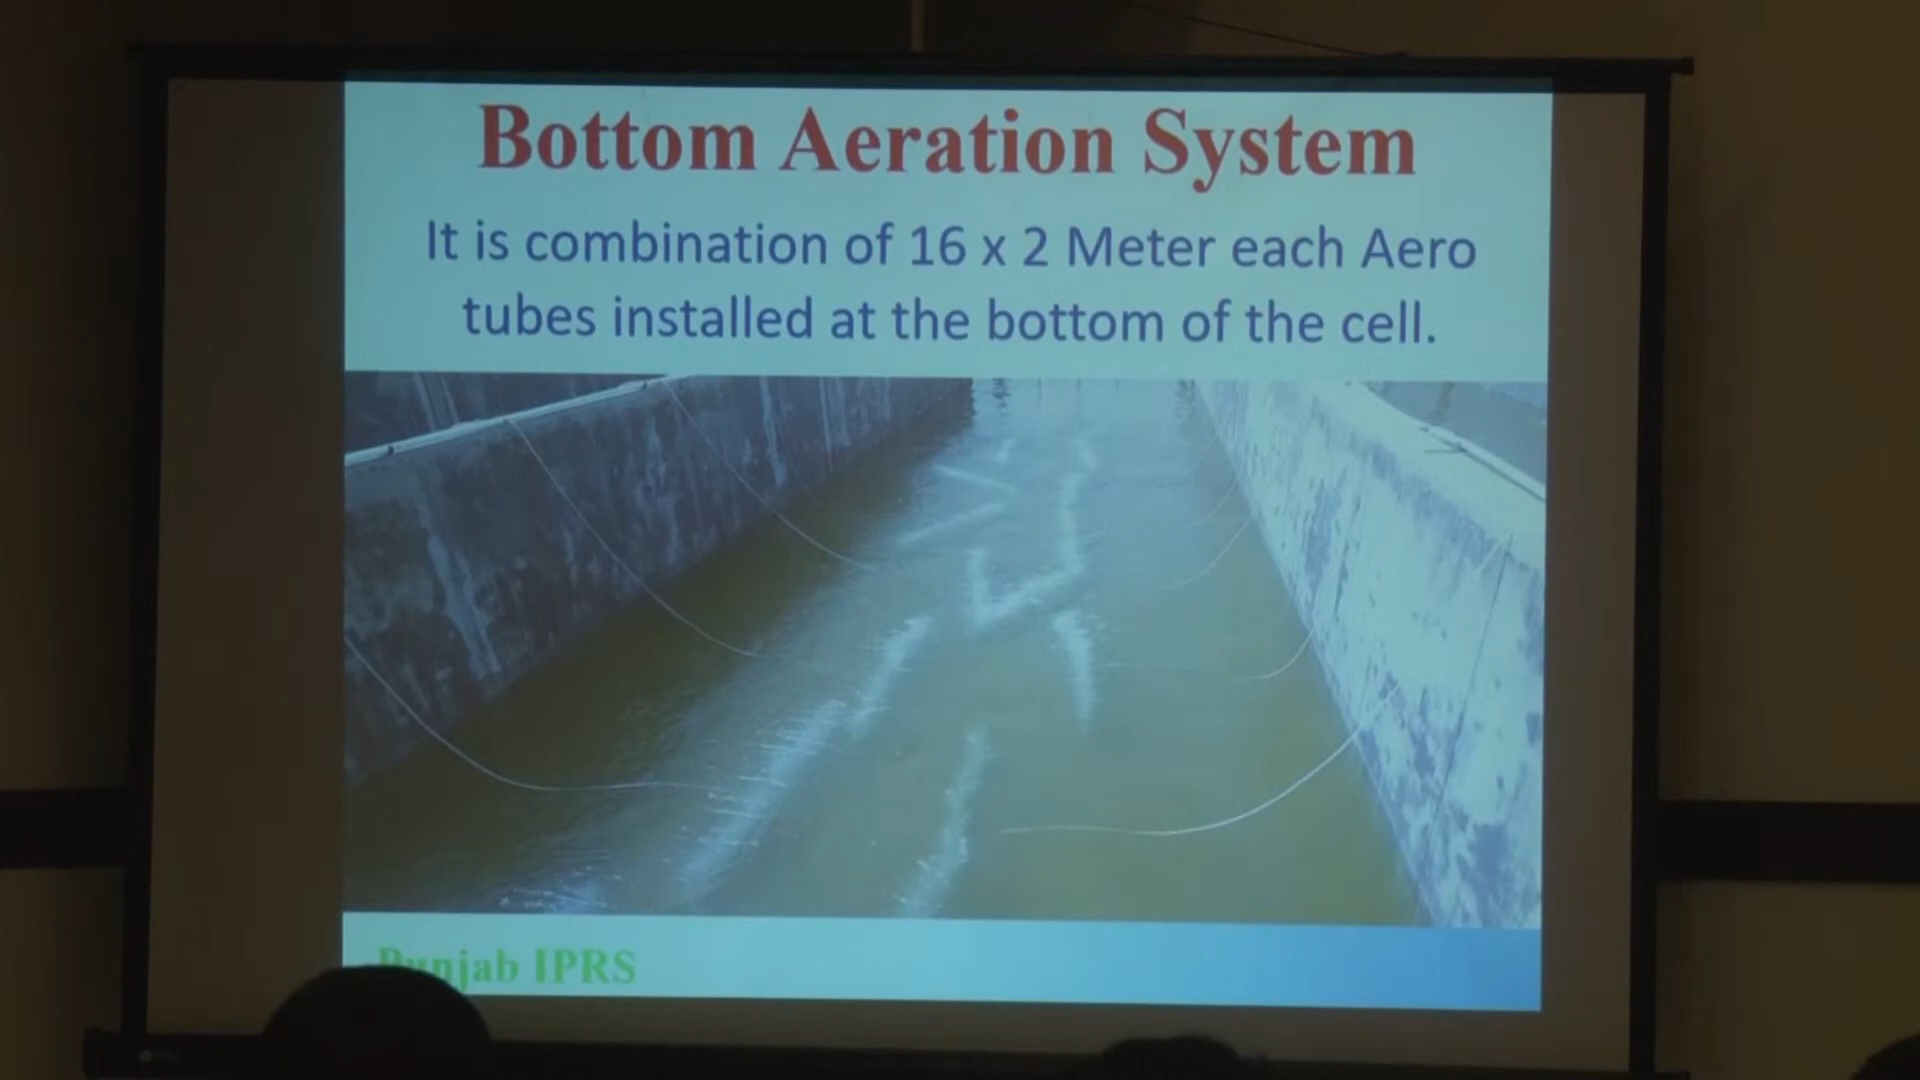 Bottom Aeration System
It is combination of 16 x 2 Meter each Aero
tubes installed at the bottom of the cell.
Punjab IPRS